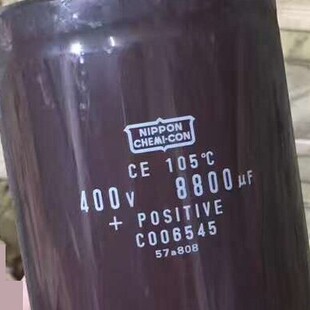 NIPPON
CHEMI-CON
CE 105°C
400V 8800μF
+ POSITIVE
C006545
57a808